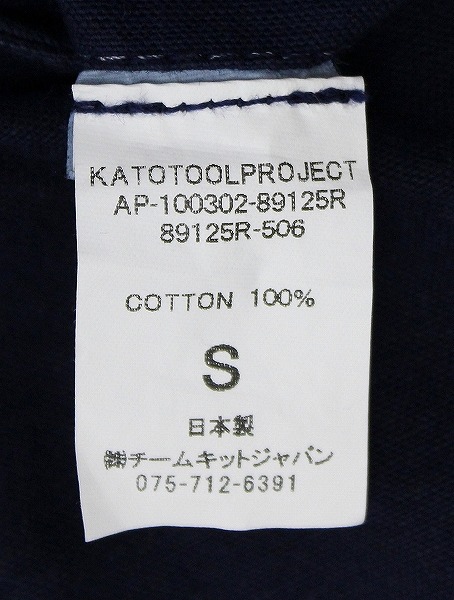 KATOTOOLPROJECT
AP-100302-89125R
89125R-506
COTTON 100%
S
日本製
㈱チームキットジャパン
075-712-6391